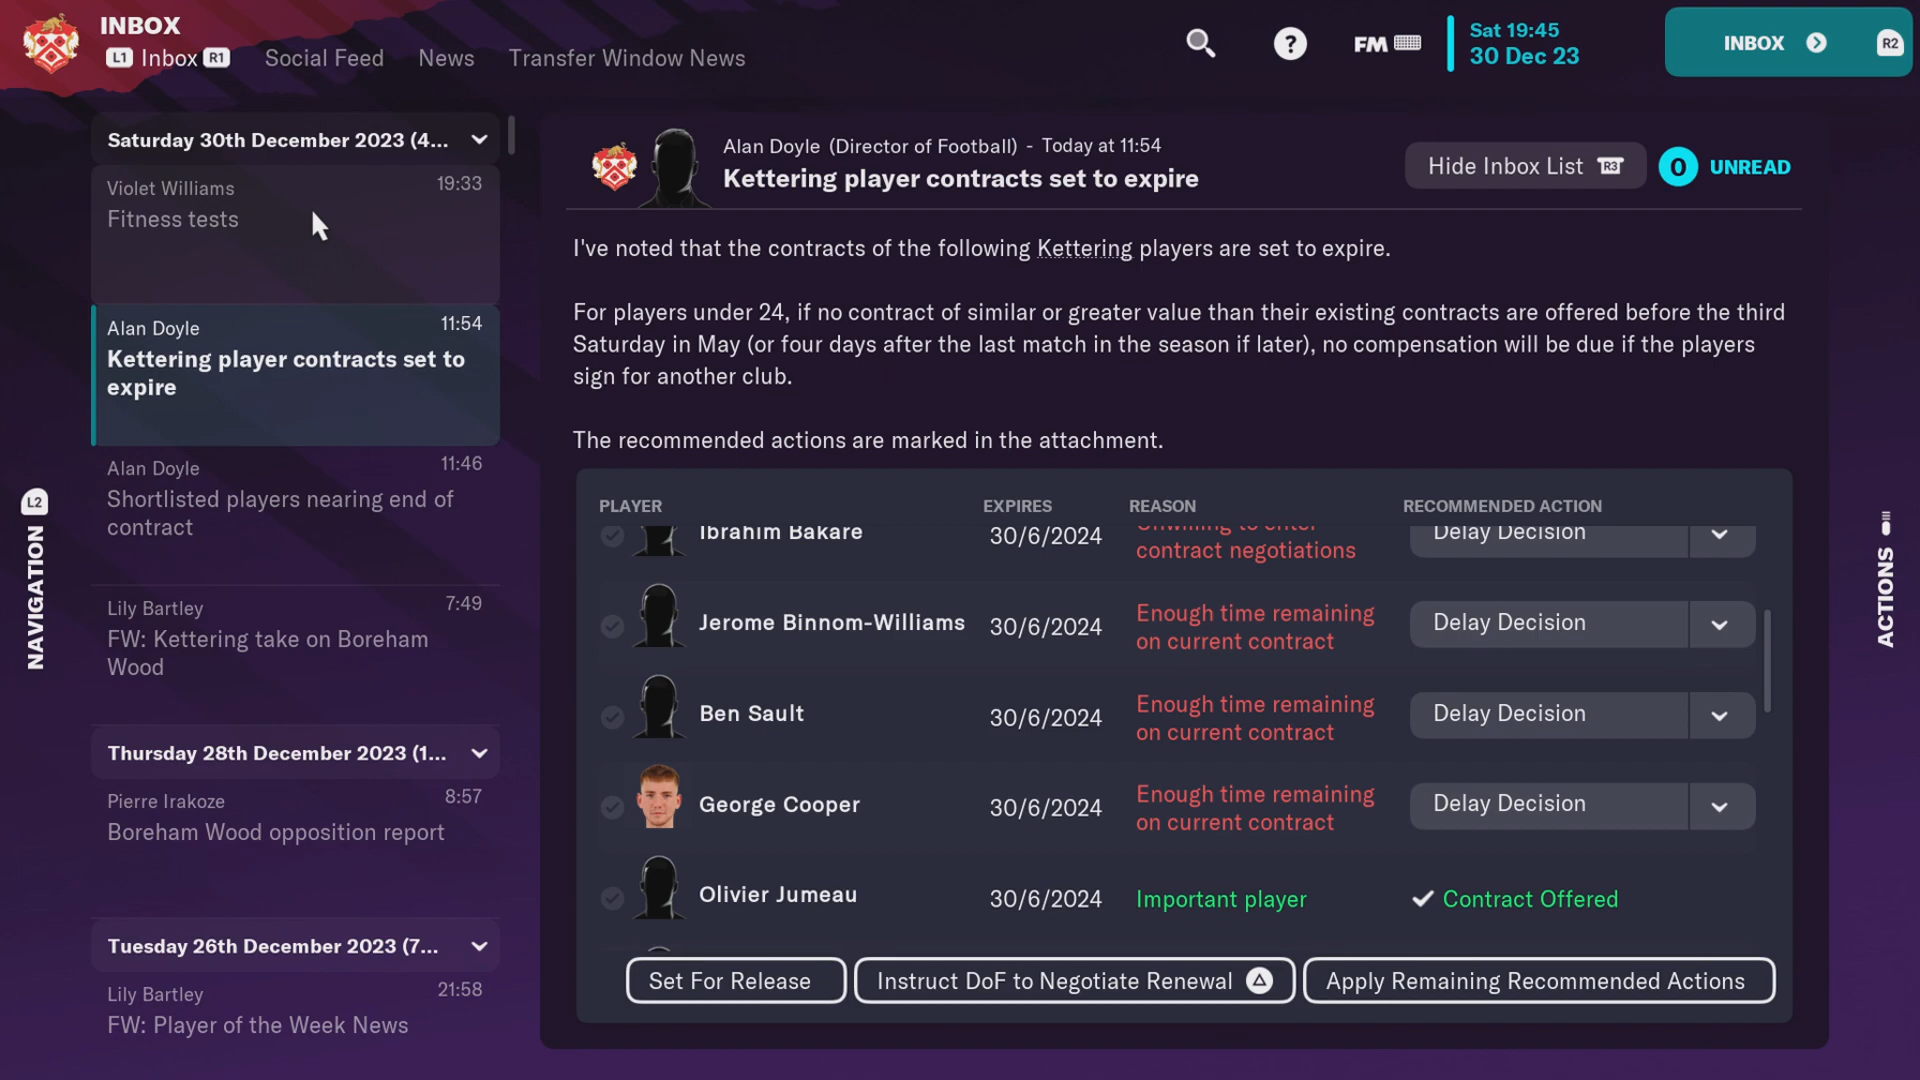 INBOX
L1 Inbox R1 Social Feed News Transfer Window News
FM
Sat 19:45
30 Dec 23
INBOX R2
Saturday 30th December 2023 (4...
Violet Williams 19:33
Fitness tests
Alan Doyle 11:54
Kettering player contracts set to
expire
Alan Doyle 11:46
Shortlisted players nearing end of
contract
Lily Bartley 7:49
FW: Kettering take on Boreham
Wood
Thursday 28th December 2023 (1...
Pierre Irakoze 8:57
Boreham Wood opposition report
Tuesday 26th December 2023 (7...
Lily Bartley 21:58
FW: Player of the Week News
NAVIGATION L2
Alan Doyle (Director of Football) - Today at 11:54
Kettering player contracts set to expire
Hide Inbox List R3
0 UNREAD
I've noted that the contracts of the following Kettering players are set to expire.
For players under 24, if no contract of similar or greater value than their existing contracts are offered before the third
Saturday in May (or four days after the last match in the season if later), no compensation will be due if the players
sign for another club.
The recommended actions are marked in the attachment.
PLAYER EXPIRES REASON RECOMMENDED ACTION
Ibrahim Bakare 30/6/2024 Unwilling to enter
contract negotiations Delay Decision
Jerome Binnom-Williams 30/6/2024 Enough time remaining
on current contract Delay Decision
Ben Sault 30/6/2024 Enough time remaining
on current contract Delay Decision
George Cooper 30/6/2024 Enough time remaining
on current contract Delay Decision
Olivier Jumeau 30/6/2024 Important player Contract Offered
Set For Release
Instruct DoF to Negotiate Renewal
Apply Remaining Recommended Actions
ACTIONS